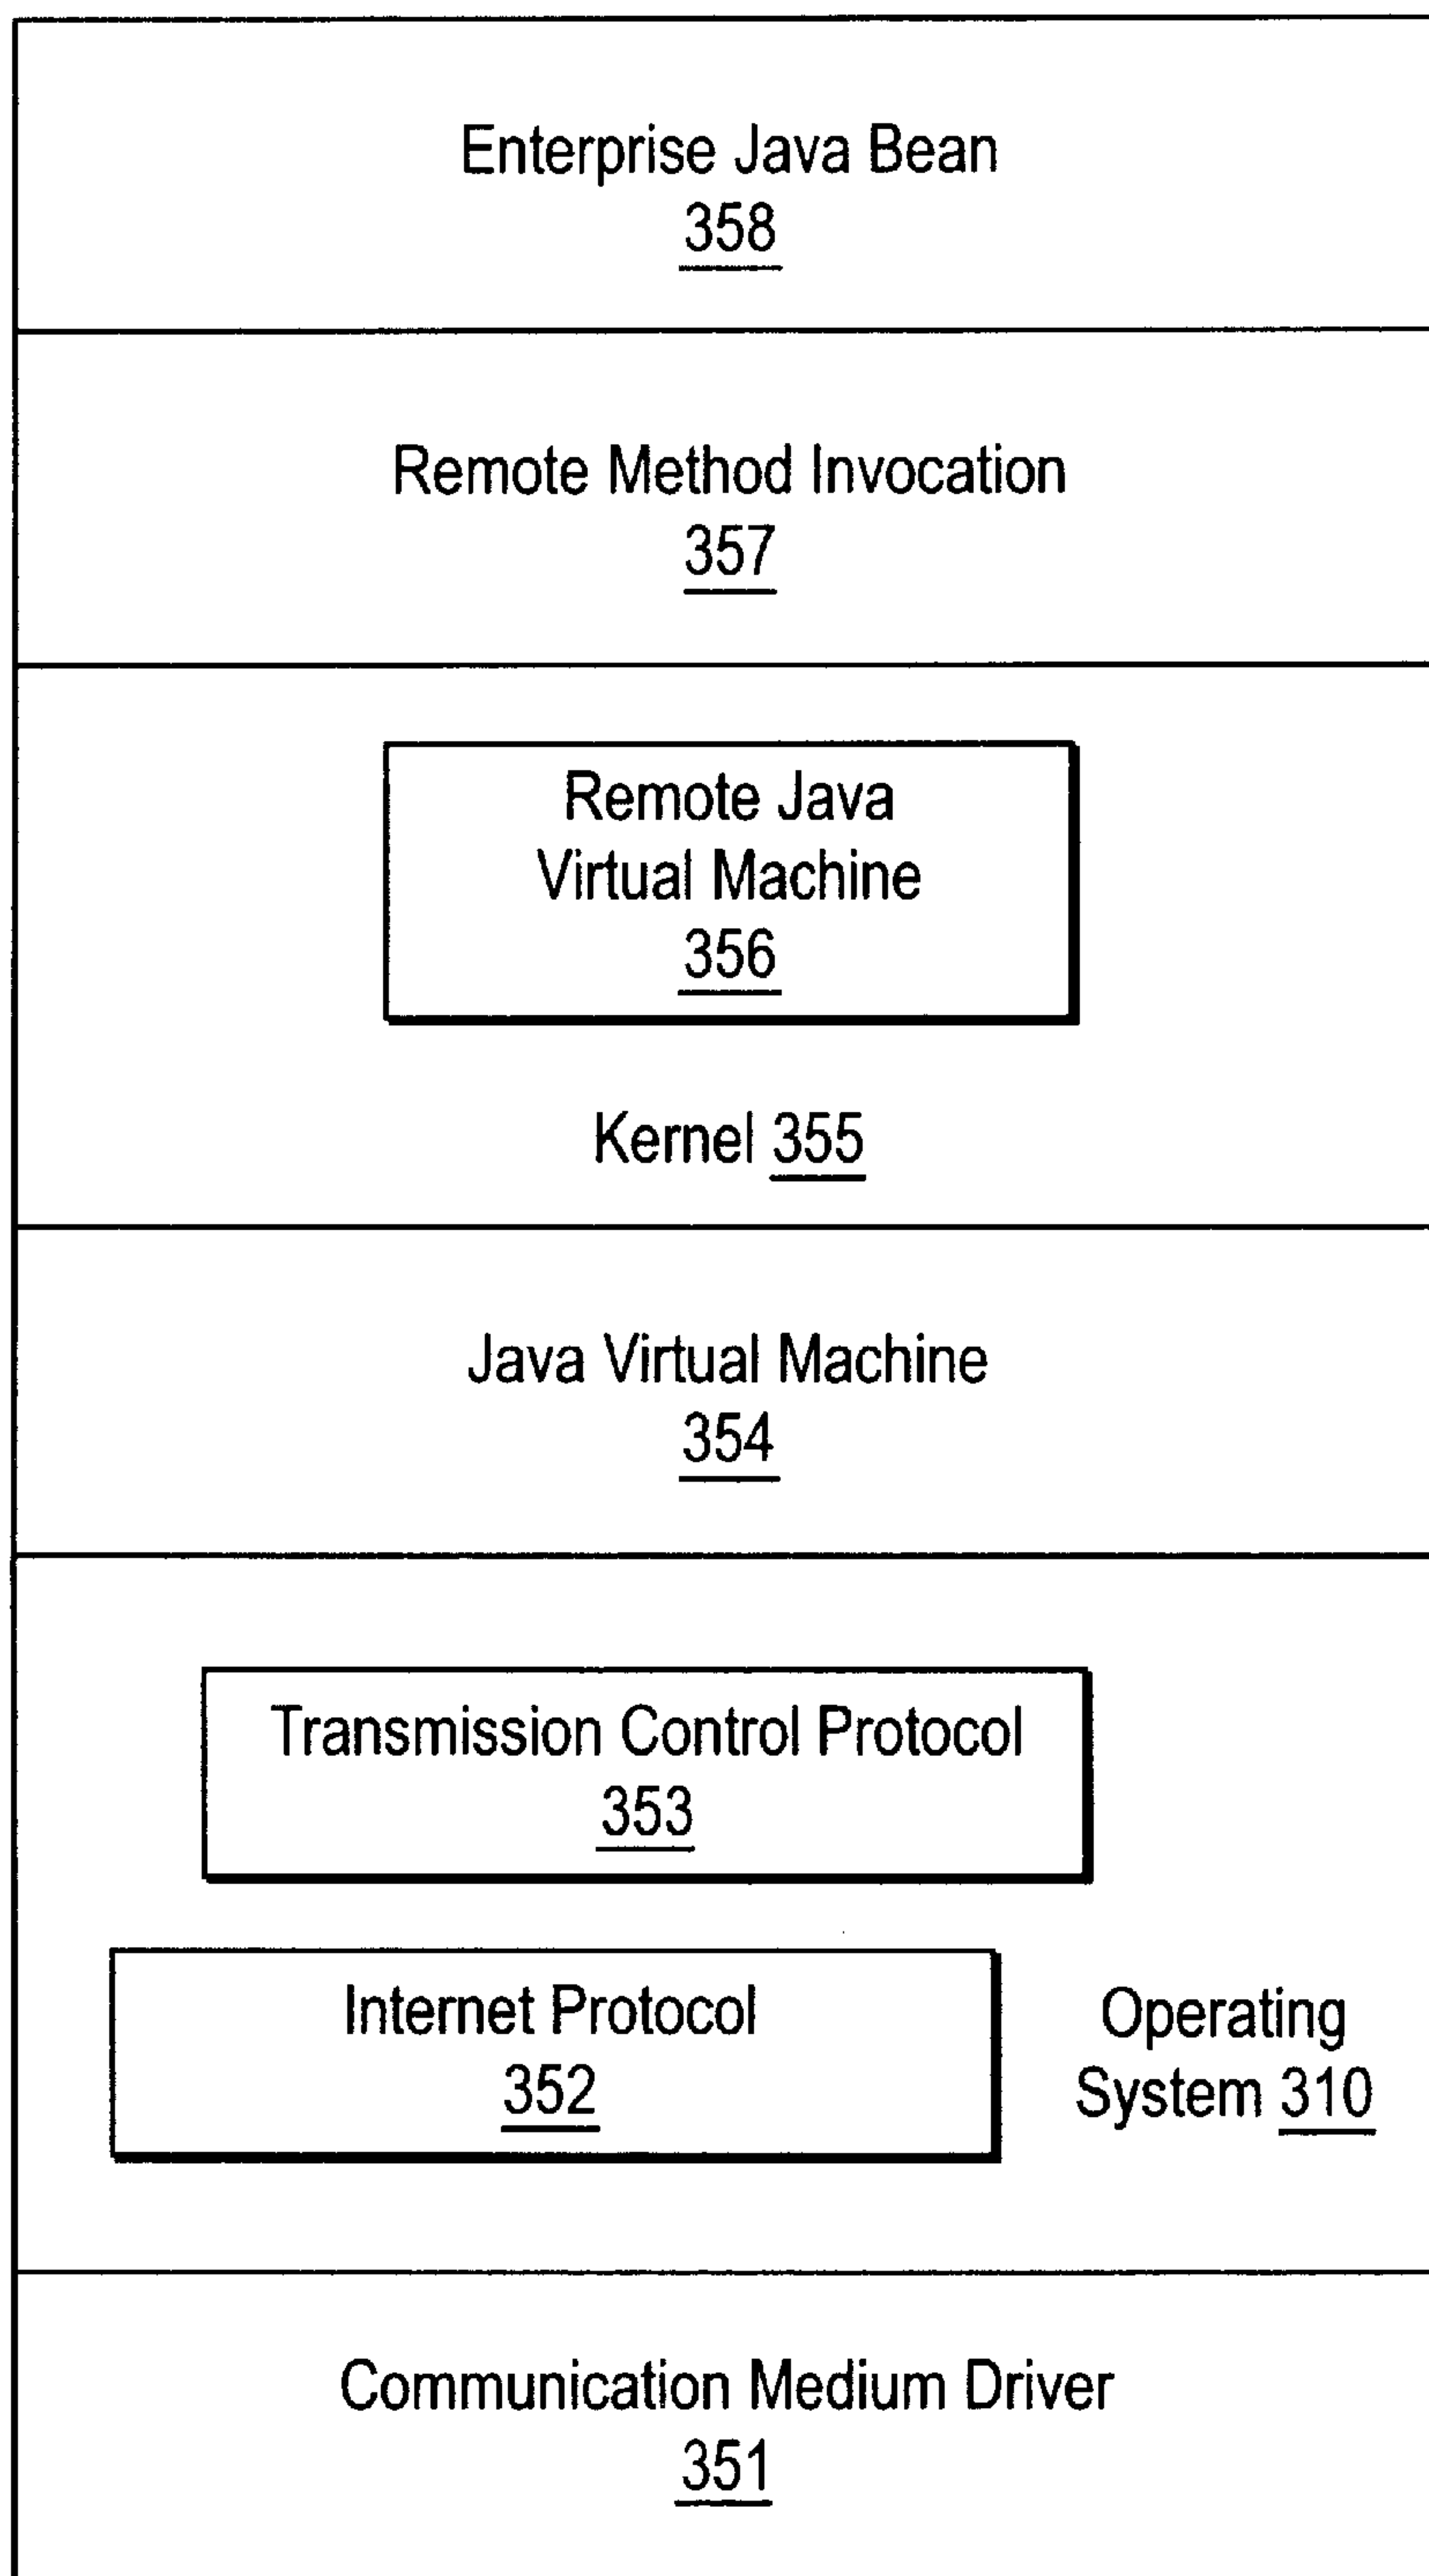 Enterprise Java Bean
358
Remote Method Invocation
357
Remote Java
Virtual Machine
356
Kernel 355
Java Virtual Machine
354
Transmission Control Protocol
353
Internet Protocol
352
Operating
System 310
Communication Medium Driver
351